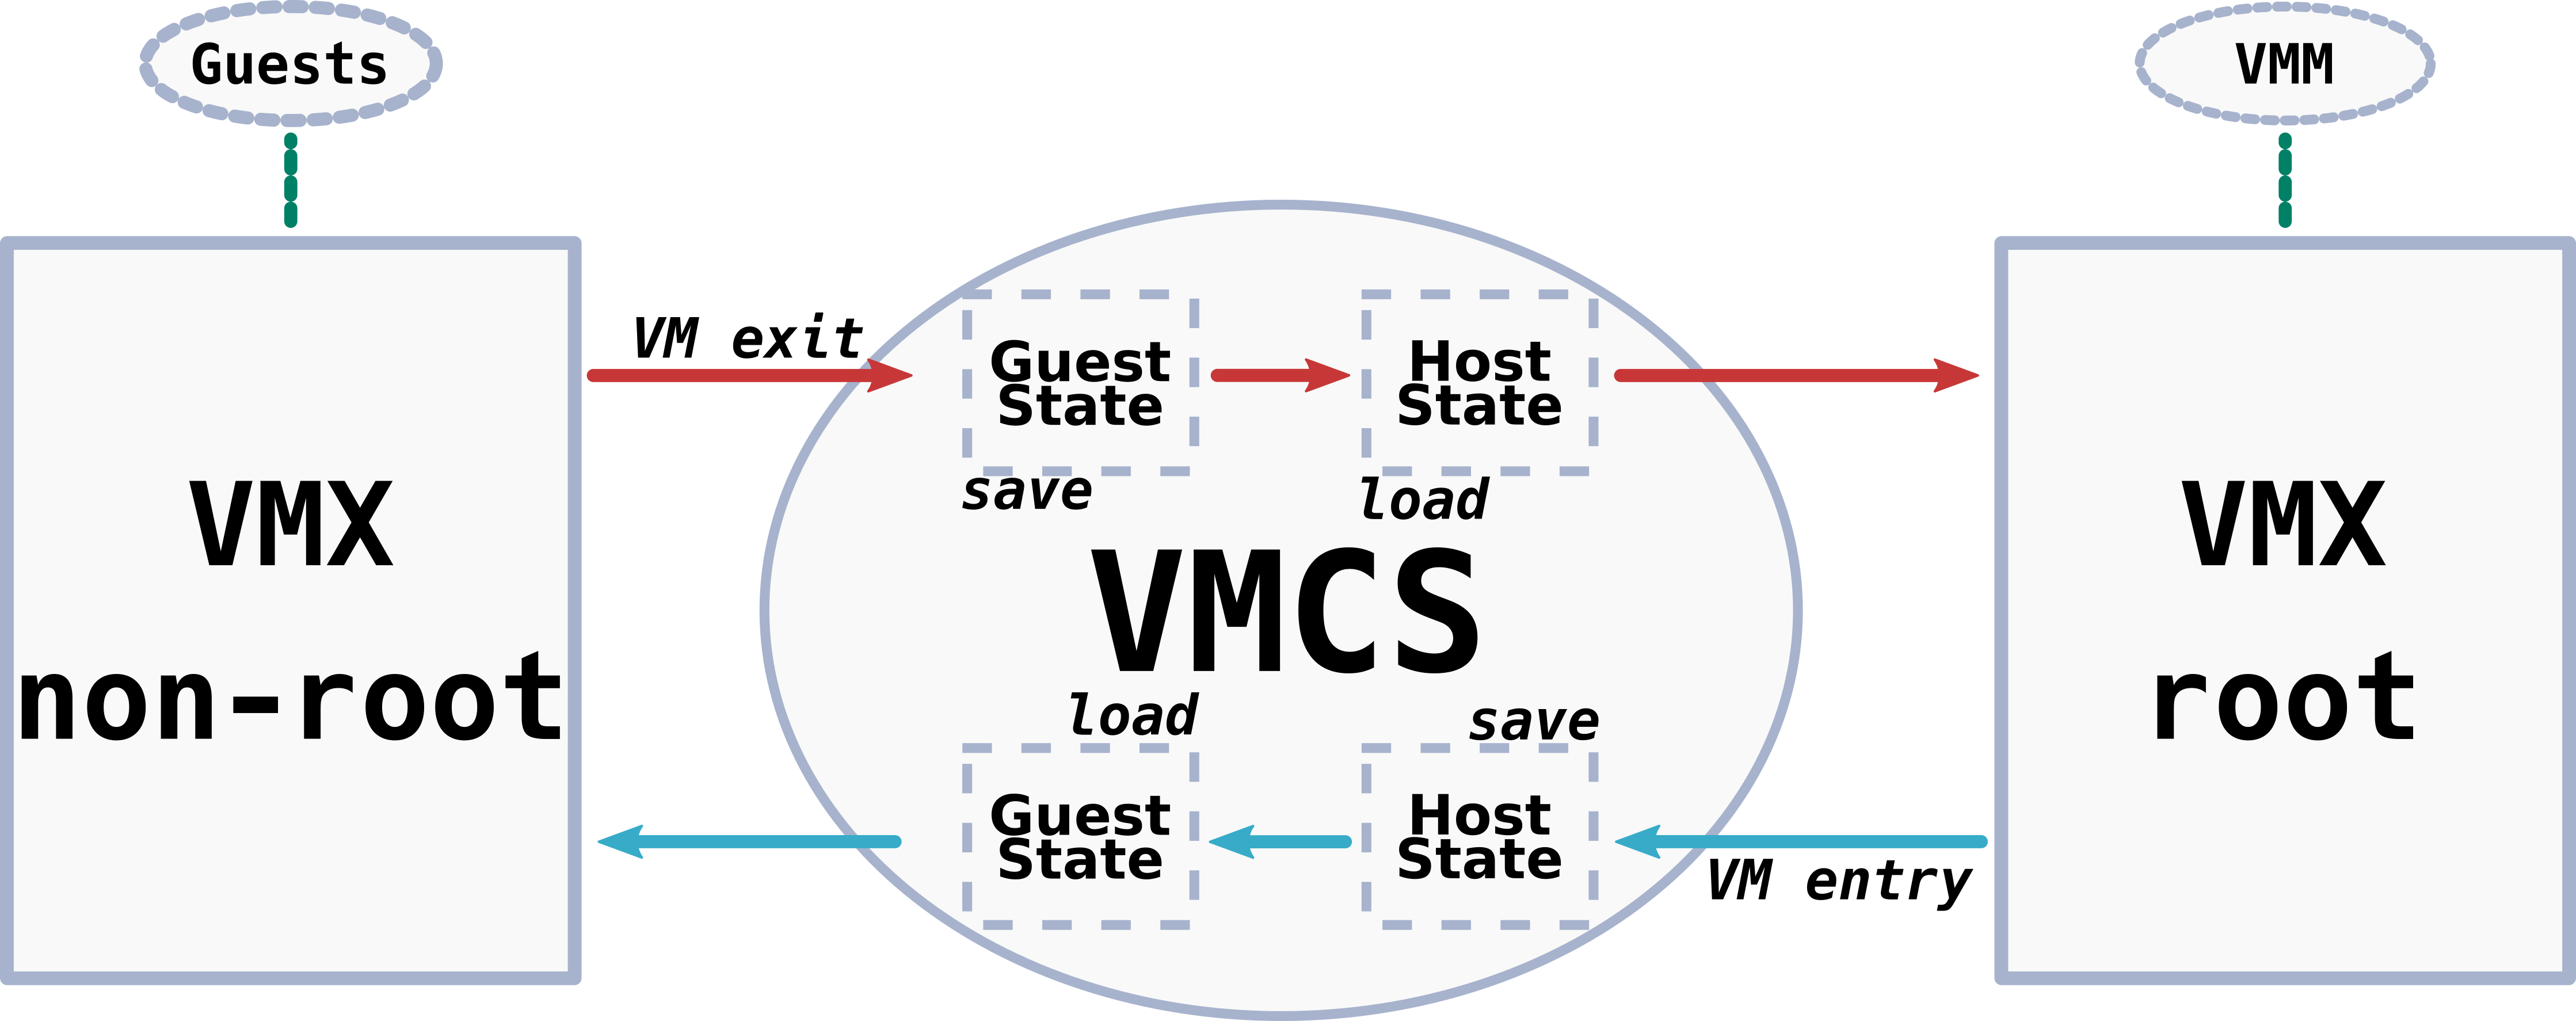 Guests
VMM
VM exit
Guest
State
save
Host
State
load
VMX
non-root
VMCS
VMX
root
load
save
Guest
State
Host
State
VM entry